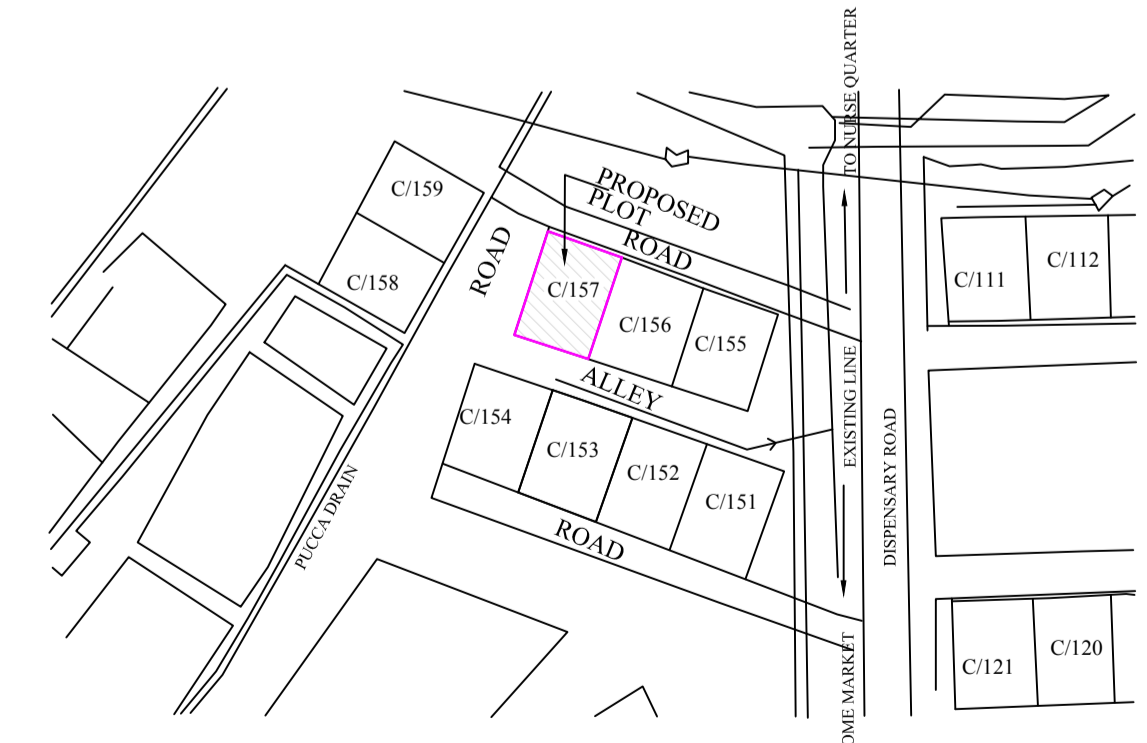 TO NURSE QUARTER
C/159
PROPOSED
PLOT
ROAD
ROAD
C/158
C/157
C/156
C/155
C/111
C/112
ALLEY
EXISTING LINE
DISPENSARY ROAD
C/154
C/153
C/152
C/151
PUCCA DRAIN
ROAD
OME MARKET
C/121
C/120